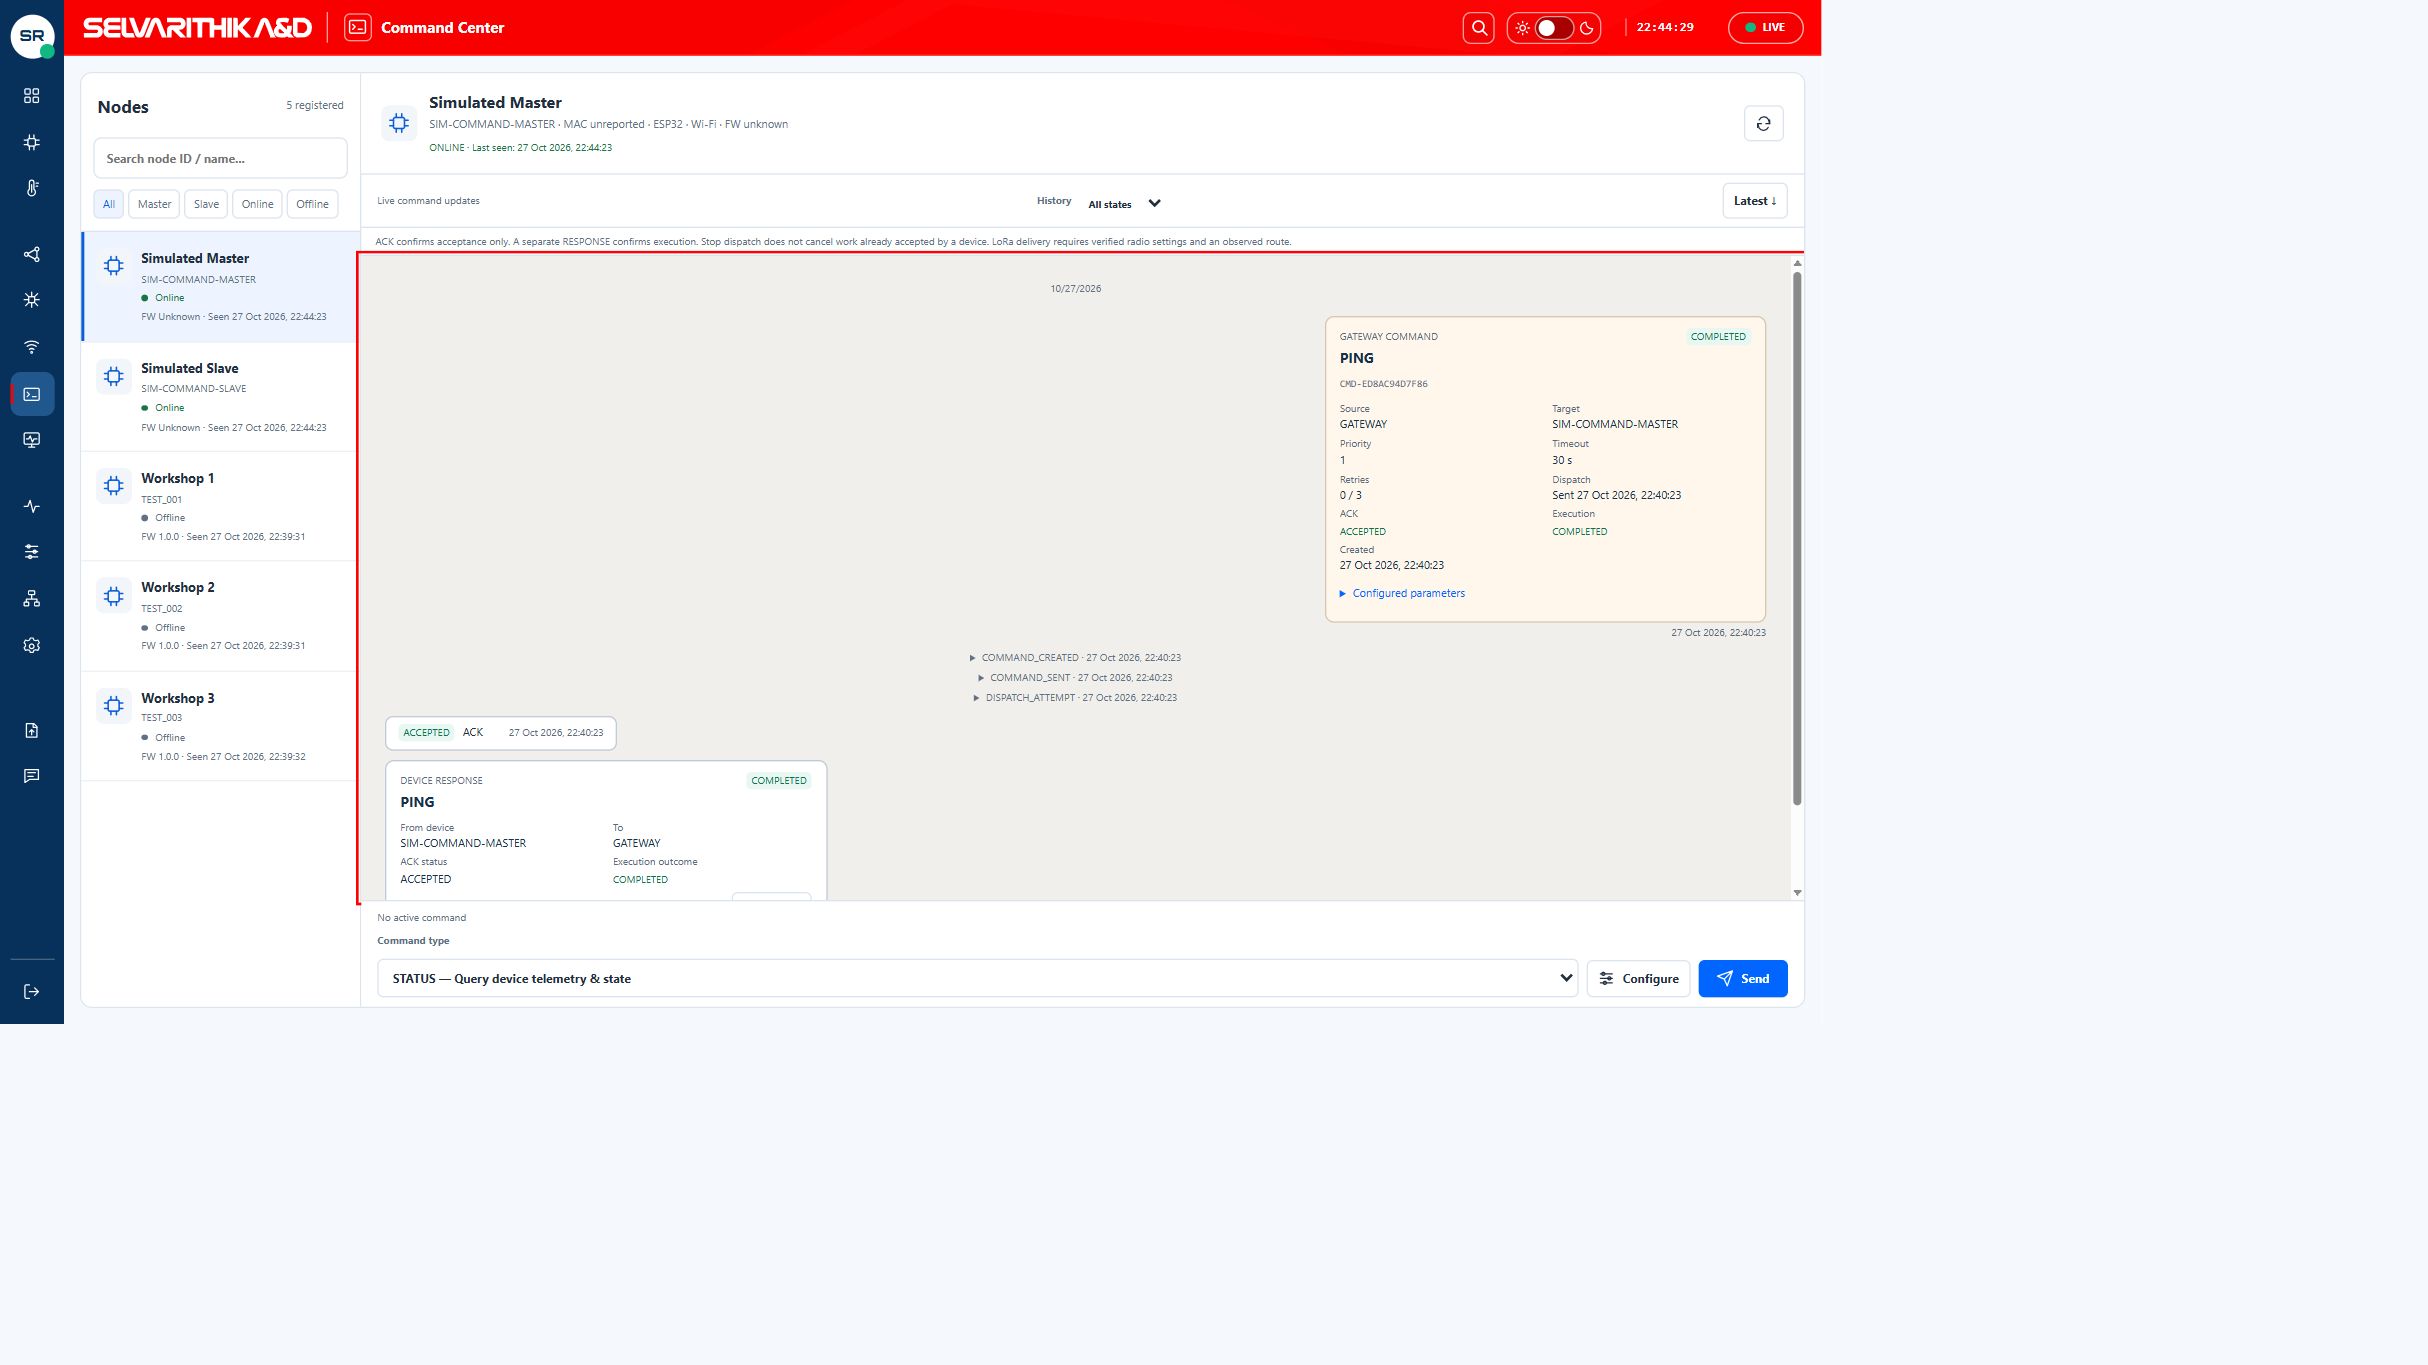 SR
SELVARITHIK A&D
Command Center
22:44:29
LIVE
Nodes
5 registered
Search node ID / name...
All
Master
Slave
Online
Offline
Simulated Master
SIM-COMMAND-MASTER
Online
FW Unknown · Seen 27 Oct 2026, 22:44:23
Simulated Slave
SIM-COMMAND-SLAVE
Online
FW Unknown · Seen 27 Oct 2026, 22:44:23
Workshop 1
TEST_001
Offline
FW 1.0.0 · Seen 27 Oct 2026, 22:39:31
Workshop 2
TEST_002
Offline
FW 1.0.0 · Seen 27 Oct 2026, 22:39:31
Workshop 3
TEST_003
Offline
FW 1.0.0 · Seen 27 Oct 2026, 22:39:32
Simulated Master
SIM-COMMAND-MASTER · MAC unreported · ESP32 · Wi-Fi · FW unknown
ONLINE · Last seen: 27 Oct 2026, 22:44:23
Live command updates
History
All states
Latest ↓
ACK confirms acceptance only. A separate RESPONSE confirms execution. Stop dispatch does not cancel work already accepted by a device. LoRa delivery requires verified radio settings and an observed route.
10/27/2026
GATEWAY COMMAND
COMPLETED
PING
CMD-ED8AC94D7F86
Source
Target
GATEWAY
SIM-COMMAND-MASTER
Priority
Timeout
1
30 s
Retries
Dispatch
0 / 3
Sent 27 Oct 2026, 22:40:23
ACK
Execution
ACCEPTED
COMPLETED
Created
27 Oct 2026, 22:40:23
Configured parameters
27 Oct 2026, 22:40:23
COMMAND_CREATED · 27 Oct 2026, 22:40:23
COMMAND_SENT · 27 Oct 2026, 22:40:23
DISPATCH_ATTEMPT · 27 Oct 2026, 22:40:23
ACCEPTED ACK 27 Oct 2026, 22:40:23
DEVICE RESPONSE
COMPLETED
PING
From device
To
SIM-COMMAND-MASTER
GATEWAY
ACK status
Execution outcome
ACCEPTED
COMPLETED
No active command
Command type
STATUS — Query device telemetry & state
Configure
Send